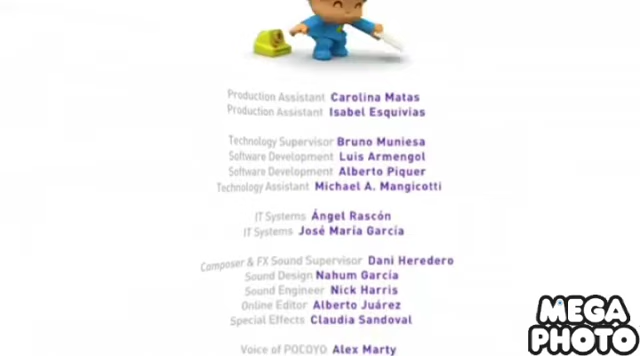 Production Assistant Carolina Matas
Production Assistant Isabel Esquivias
Technology Supervisor Bruno Muniesa
Software Development Luis Armengol
Software Development Alberto Piquer
Technology Assistant Michael A. Mangicotti
IT Systems Ángel Rascón
IT Systems José María García
Composer & FX Sound Supervisor Dani Heredero
Sound Design Nahum García
Sound Engineer Nick Harris
Online Editor Alberto Juárez
Special Effects Claudia Sandoval
Voice of POCOYO Alex Marty
MEGA
PHOTO